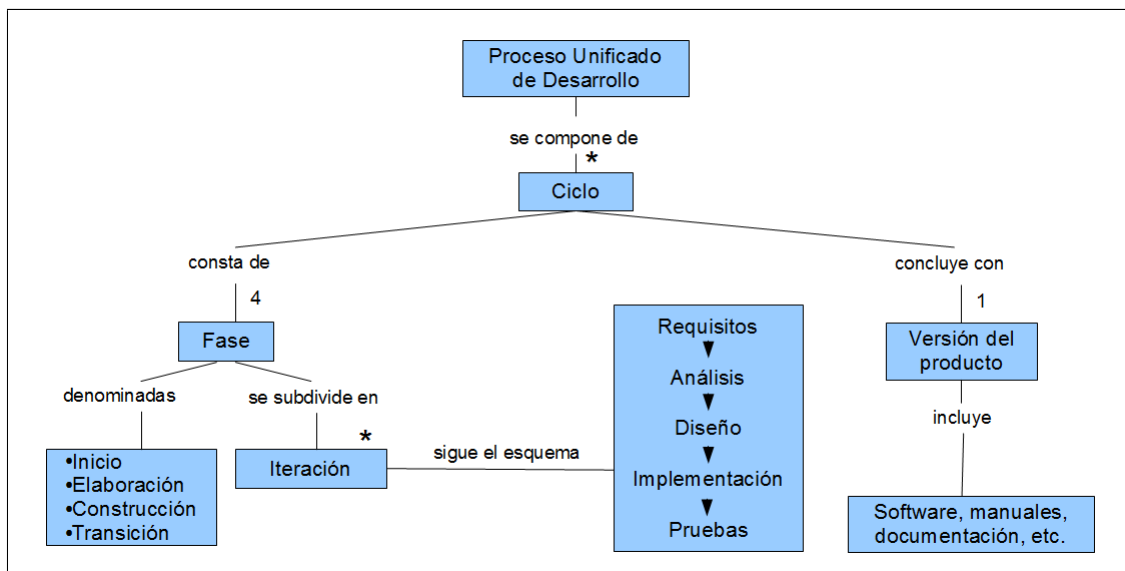 Proceso Unificado
de Desarrollo
se compone de
*
Ciclo
consta de
4
Fase
denominadas
•Inicio
•Elaboración
•Construcción
•Transición
se subdivide en
*
Iteración
sigue el esquema
Requisitos
Análisis
Diseño
Implementación
Pruebas
concluye con
1
Versión del
producto
incluye
Software, manuales,
documentación, etc.